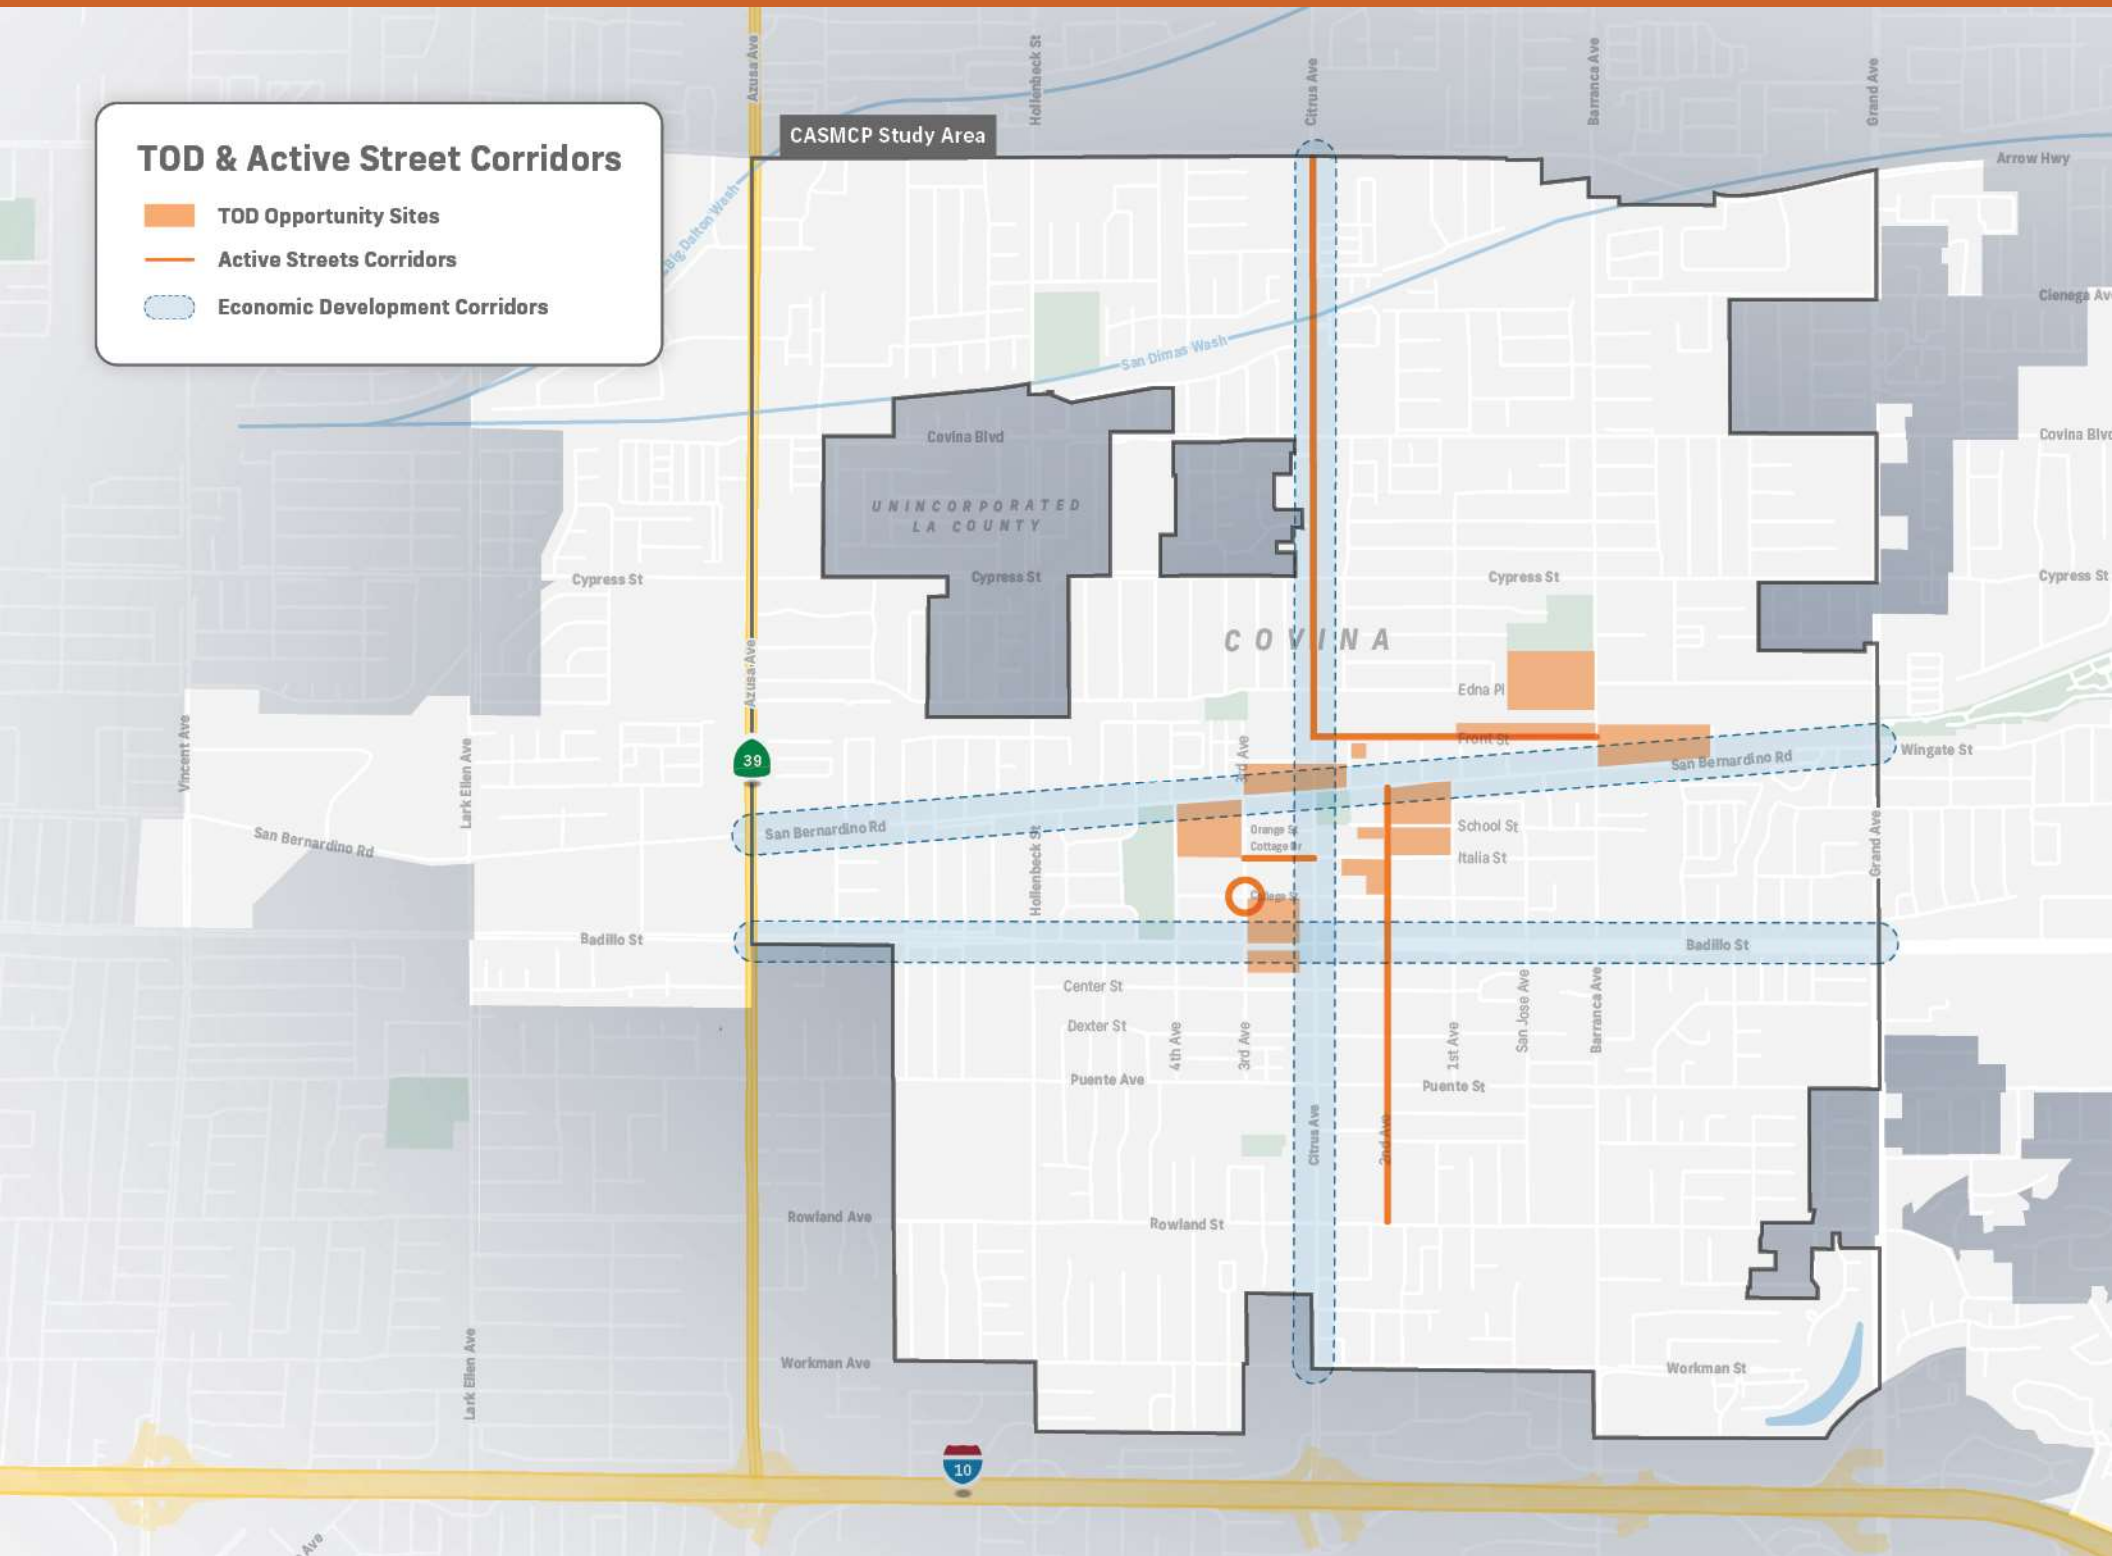 Azusa Ave
Hollenbeck St
Citrus Ave
Barranca Ave
Grand Ave
CASMCP Study Area
TOD & Active Street Corridors
TOD Opportunity Sites
Active Streets Corridors
Economic Development Corridors
Arrow Hwy
Big Dalton Wash
Cienega Av
San Dimas Wash
Covina Blvd
Covina Blvd
UNINCORPORATED
LA COUNTY
Cypress St
Cypress St
Cypress St
Cypress St
COVINA
Azusa Ave
Edna Pl
Front St
3rd Ave
Vincent Ave
Lark Ellen Ave
39
San Bernardino Rd
Wingate St
San Bernardino Rd
San Bernardino Rd
Hollenbeck St
Orange St
Cottage Dr
School St
Italia St
Grand Ave
College St
Badillo St
Badillo St
Center St
Dexter St
Puente Ave
4th Ave
3rd Ave
1st Ave
San Jose Ave
Barranca Ave
Puente St
Citrus Ave
2nd Ave
Rowland Ave
Rowland St
Lark Ellen Ave
Workman Ave
Workman St
10
Ave